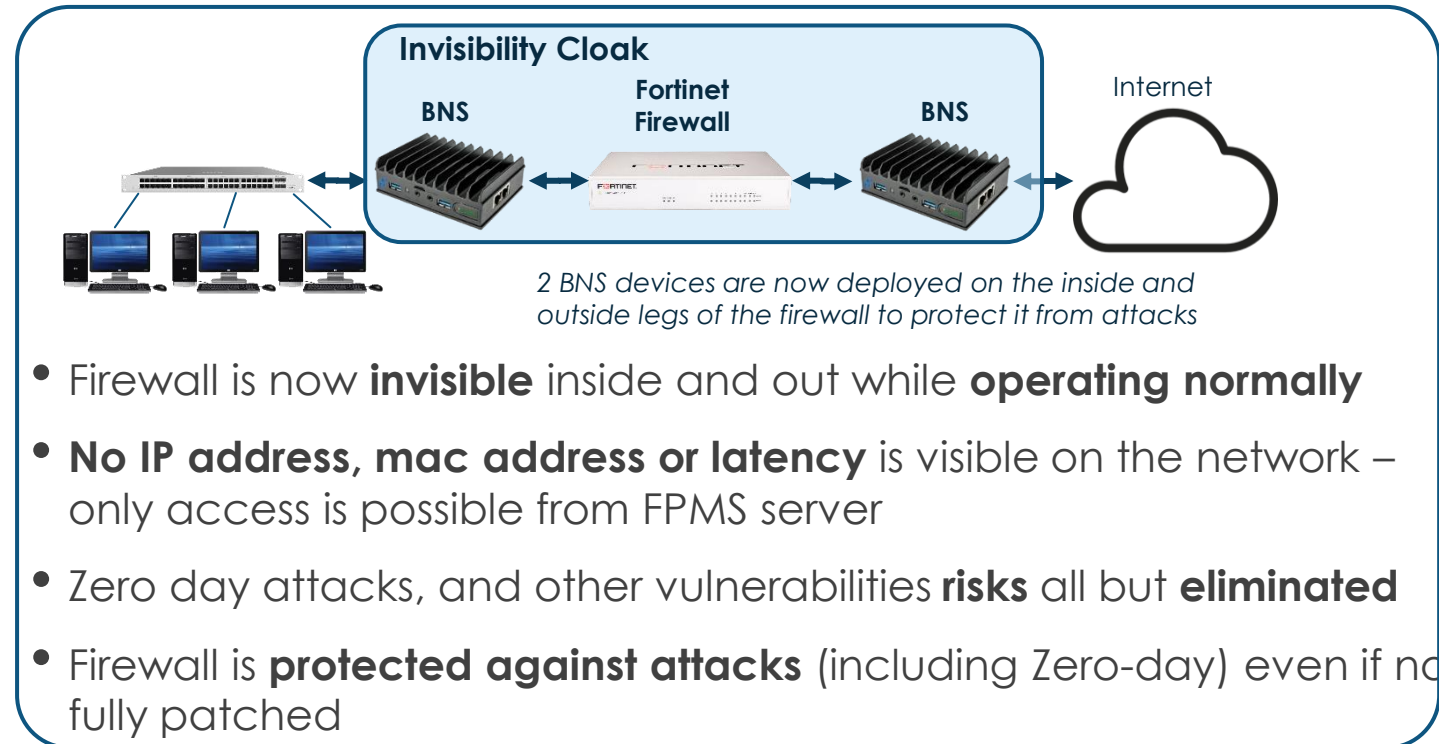 Invisibility Cloak
BNS
Fortinet
Firewall
BNS
Internet
FORTINET
FORTINET
2 BNS devices are now deployed on the inside and
outside legs of the firewall to protect it from attacks
• Firewall is now invisible inside and out while operating normally
• No IP address, mac address or latency is visible on the network –
only access is possible from FPMS server
• Zero day attacks, and other vulnerabilities risks all but eliminated
• Firewall is protected against attacks (including Zero-day) even if no
fully patched